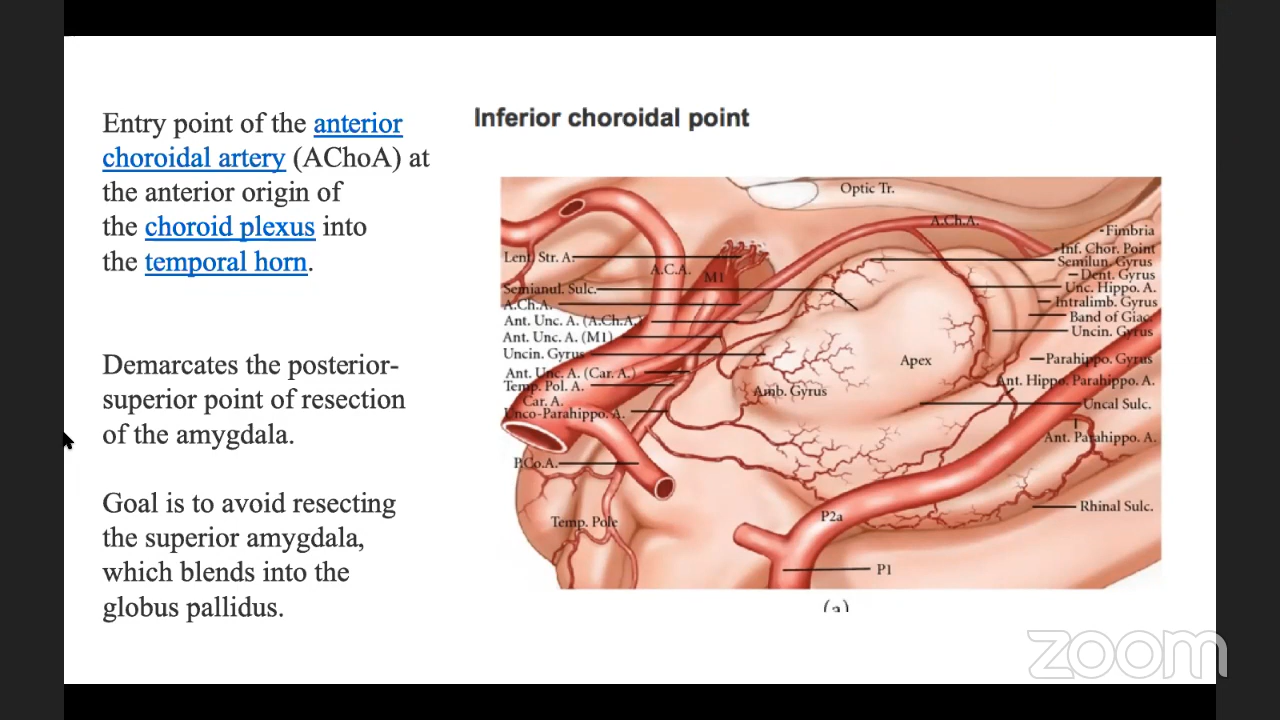 Inferior choroidal point
Entry point of the anterior
choroidal artery (AChoA) at
the anterior origin of
the choroid plexus into
the temporal horn.
Demarcates the posterior-
superior point of resection
of the amygdala.
Goal is to avoid resecting
the superior amygdala,
which blends into the
globus pallidus.
Optic Tr.
A.Ch.A.
Fimbria
Inf. Chor. Point
Semilun. Gyrus
Dent. Gyrus
Unc. Hippo. A.
Intralimb. Gyrus
Band of Giac.
Uncin. Gyrus
Parahippo. Gyrus
Ant. Hippo. Parahippo. A.
Uncal Sulc.
Ant. Parahippo. A.
Rhinal Sulc.
Lent. Str. A.
A.C.A.
M1
Semianul. Sulc.
A.Ch.A.
Ant. Unc. A. (A.Ch.A.)
Ant. Unc. A. (M1)
Uncin. Gyrus
Ant. Unc. A. (Car. A.)
Temp. Pol. A.
Car. A.
Unco-Parahippo. A.
P.Co.A.
Temp. Pole
Apex
Amb. Gyrus
P2a
P1
(a)
zoom